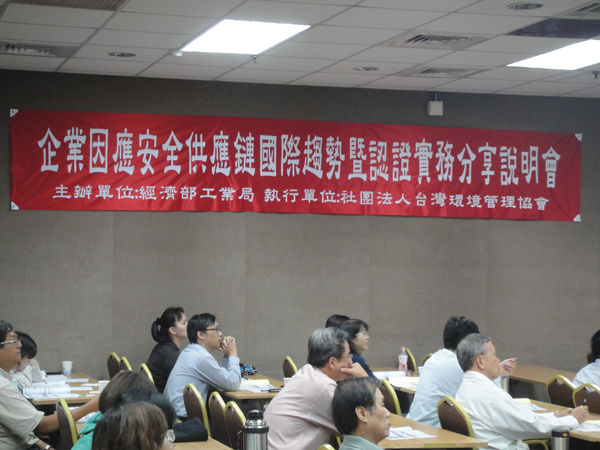 企業因應安全供應鏈國際趨勢暨認證實務分享說明會
主辦單位:經濟部工業局 執行單位:社團法人台灣環境管理協會